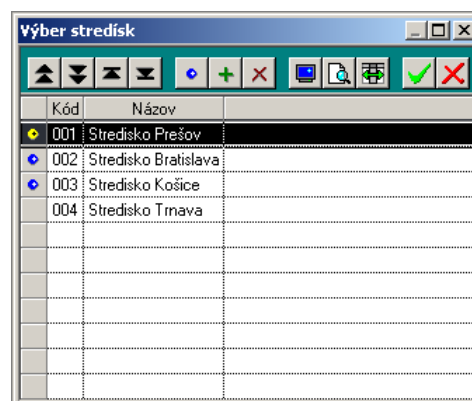 Výber stredísk
Kód Názov
001 Stredisko Prešov
002 Stredisko Bratislava
003 Stredisko Košice
004 Stredisko Trnava